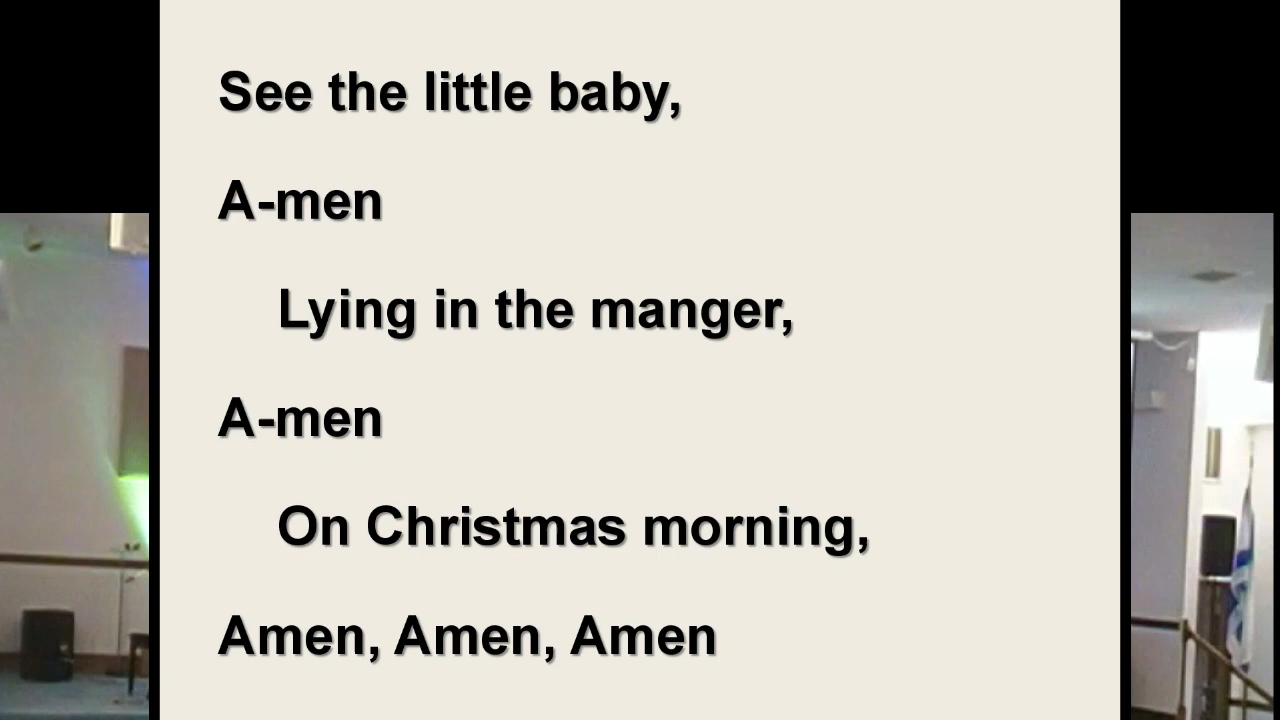 See the little baby,
A-men
Lying in the manger,
A-men
On Christmas morning,
Amen, Amen, Amen